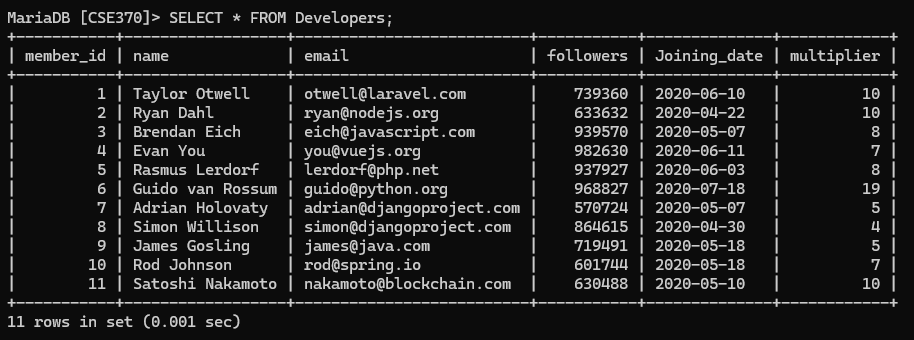 MariaDB [CSE370]> SELECT * FROM Developers;
+-----------+------------------+--------------------------+-----------+--------------+------------+
| member_id | name             | email                    | followers | Joining_date | multiplier |
+-----------+------------------+--------------------------+-----------+--------------+------------+
|         1 | Taylor Otwell    | otwell@laravel.com       |    739360 | 2020-06-10   |         10 |
|         2 | Ryan Dahl        | ryan@nodejs.org          |    633632 | 2020-04-22   |         10 |
|         3 | Brendan Eich     | eich@javascript.com      |    939570 | 2020-05-07   |          8 |
|         4 | Evan You         | you@vuejs.org            |    982630 | 2020-06-11   |          7 |
|         5 | Rasmus Lerdorf   | lerdorf@php.net          |    937927 | 2020-06-03   |          8 |
|         6 | Guido van Rossum | guido@python.org         |    968827 | 2020-07-18   |         19 |
|         7 | Adrian Holovaty  | adrian@djangoproject.com |    570724 | 2020-05-07   |          5 |
|         8 | Simon Willison   | simon@djangoproject.com  |    864615 | 2020-04-30   |          4 |
|         9 | James Gosling    | james@java.com           |    719491 | 2020-05-18   |          5 |
|        10 | Rod Johnson      | rod@spring.io            |    601744 | 2020-05-18   |          7 |
|        11 | Satoshi Nakamoto | nakamoto@blockchain.com  |    630488 | 2020-05-10   |         10 |
+-----------+------------------+--------------------------+-----------+--------------+------------+
11 rows in set (0.001 sec)